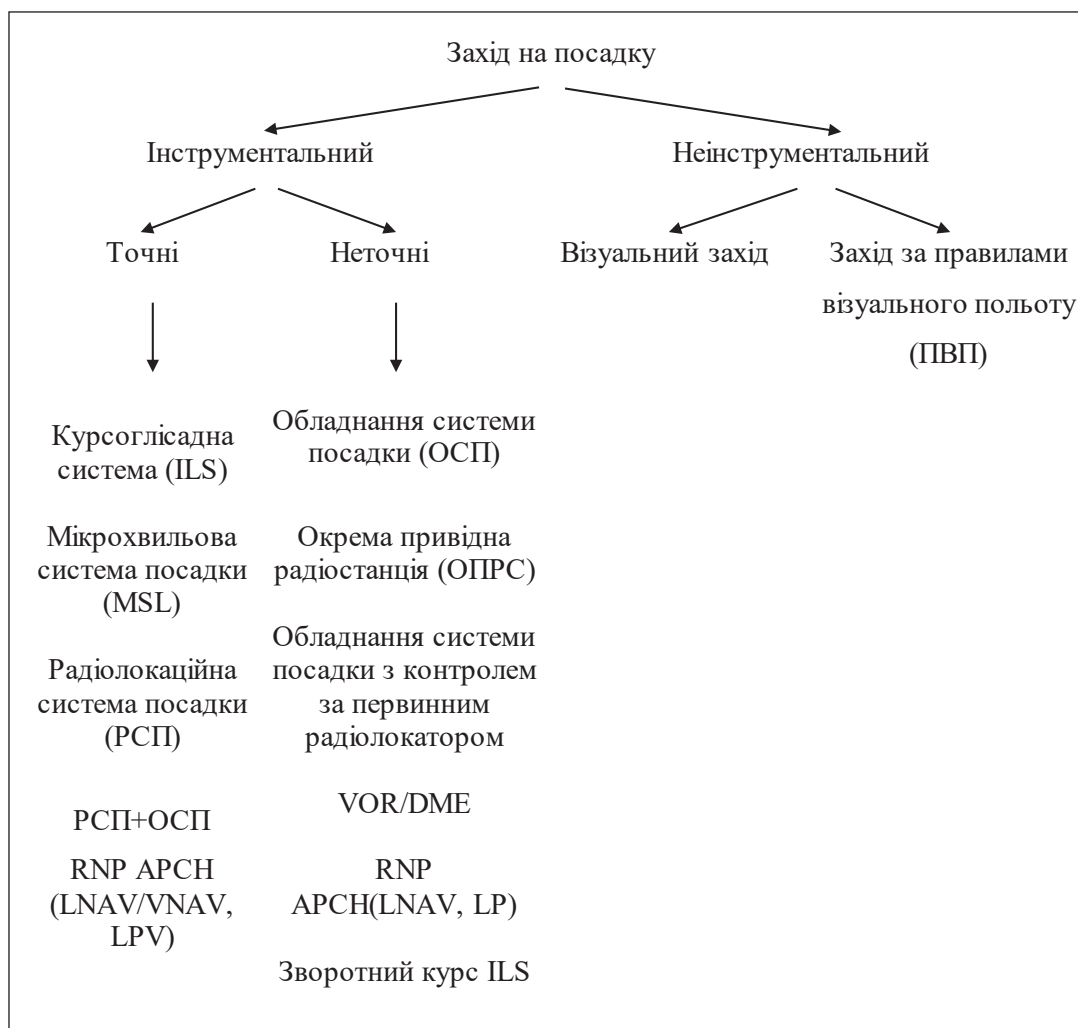 Захід на посадку
Інструментальний
Неінструментальний
Точні
Неточні
Візуальний захід
Захід за правилами
візуального польоту
(ПВП)
Курсоглісадна
система (ILS)
Мікрохвильова
система посадки
(MSL)
Радіолокаційна
система посадки
(РСП)
РСП+ОСП
RNP APCH
(LNAV/VNAV,
LPV)
Обладнання системи
посадки (ОСП)
Окрема привідна
радіостанція (ОПРС)
Обладнання системи
посадки з контролем
за первинним
радіолокатором
VOR/DME
RNP
APCH(LNAV, LP)
Зворотний курс ILS